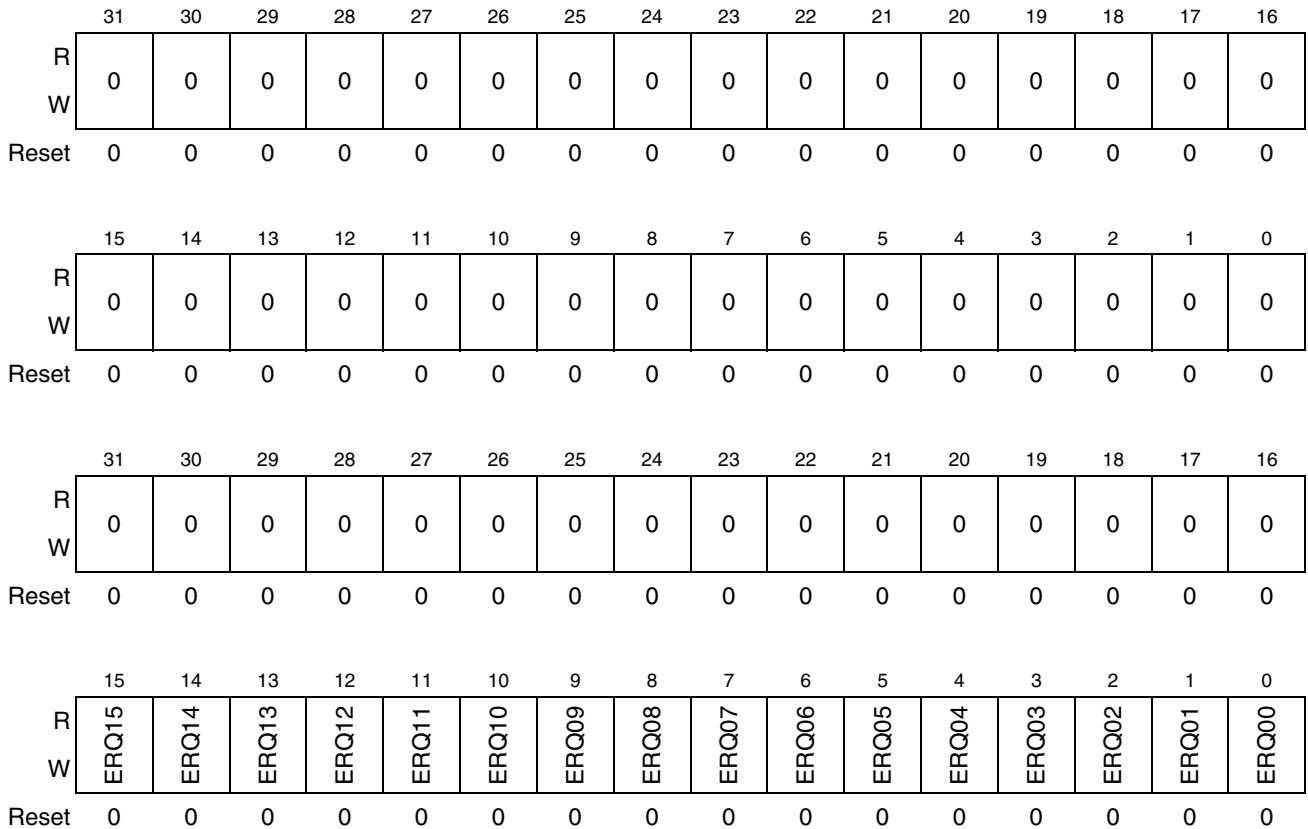 31 30 29 28 27 26 25 24 23 22 21 20 19 18 17 16
R
0 0 0 0 0 0 0 0 0 0 0 0 0 0 0 0
W
Reset 0 0 0 0 0 0 0 0 0 0 0 0 0 0 0 0
15 14 13 12 11 10 9 8 7 6 5 4 3 2 1 0
R
0 0 0 0 0 0 0 0 0 0 0 0 0 0 0 0
W
Reset 0 0 0 0 0 0 0 0 0 0 0 0 0 0 0 0
31 30 29 28 27 26 25 24 23 22 21 20 19 18 17 16
R
0 0 0 0 0 0 0 0 0 0 0 0 0 0 0 0
W
Reset 0 0 0 0 0 0 0 0 0 0 0 0 0 0 0 0
15 14 13 12 11 10 9 8 7 6 5 4 3 2 1 0
R
ERQ15 ERQ14 ERQ13 ERQ12 ERQ11 ERQ10 ERQ09 ERQ08 ERQ07 ERQ06 ERQ05 ERQ04 ERQ03 ERQ02 ERQ01 ERQ00
W
Reset 0 0 0 0 0 0 0 0 0 0 0 0 0 0 0 0